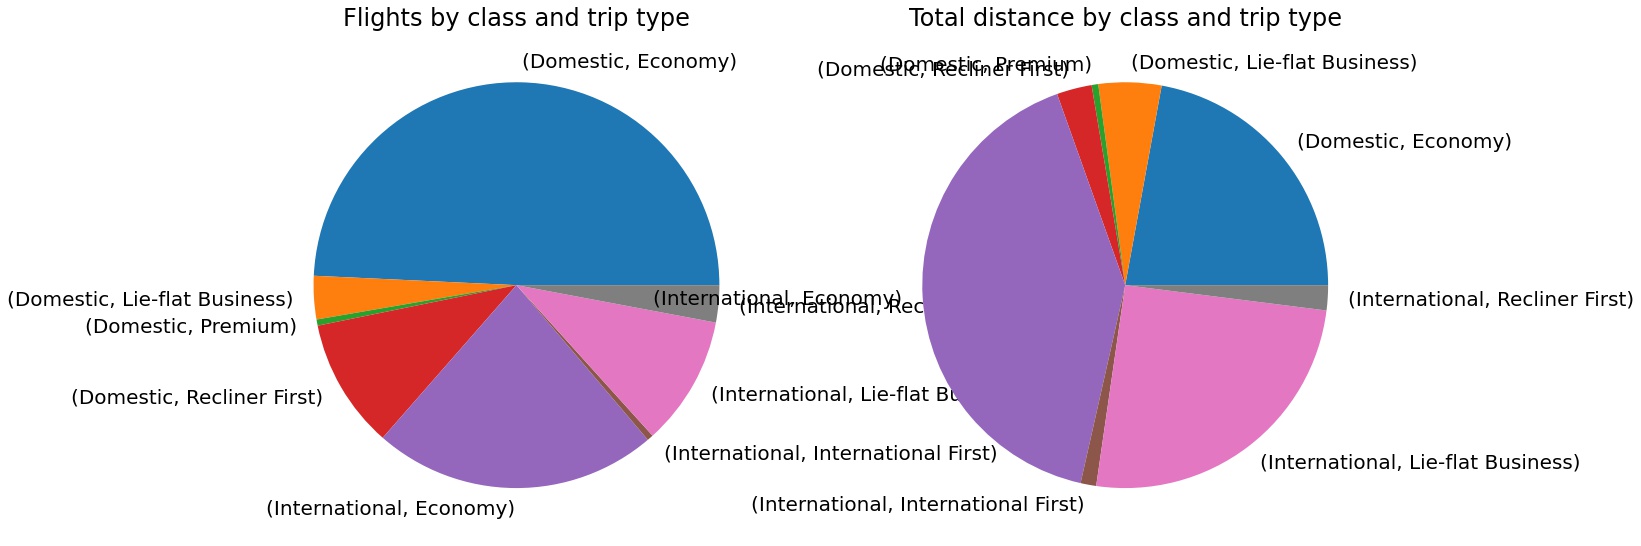 Flights by class and trip type
(Domestic, Economy)
(Domestic, Lie-flat Business)
(Domestic, Premium)
(Domestic, Recliner First)
(International, Economy)
(International, International First)
(International, Lie-flat Bu
(International, Rec
Total distance by class and trip type
(Domestic, Economy)
(Domestic, Lie-flat Business)
(Domestic, Premium)
(Domestic, Recliner First)
(International, Economy)
(International, International First)
(International, Lie-flat Business)
(International, Recliner First)